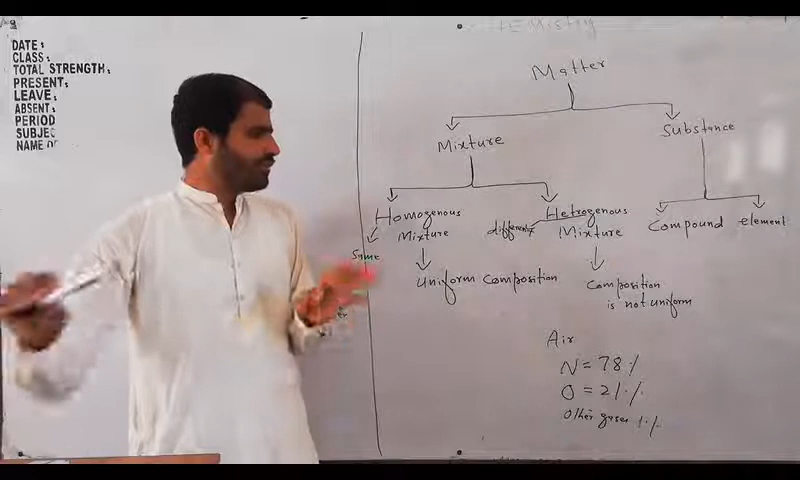 DATE:
CLASS:
TOTAL STRENGTH:
PRESENT:
LEAVE:
ABSENT:
PERIOD
SUBJEC
NAME OF
Matter
Mixture
Substance
Homogenous
Mixture
Same
Uniform Composition
Hetrogenous
Mixture
different
Composition
is not uniform
Compound
element
Air
N = 78 %
O = 21 %
Other gases 1 %